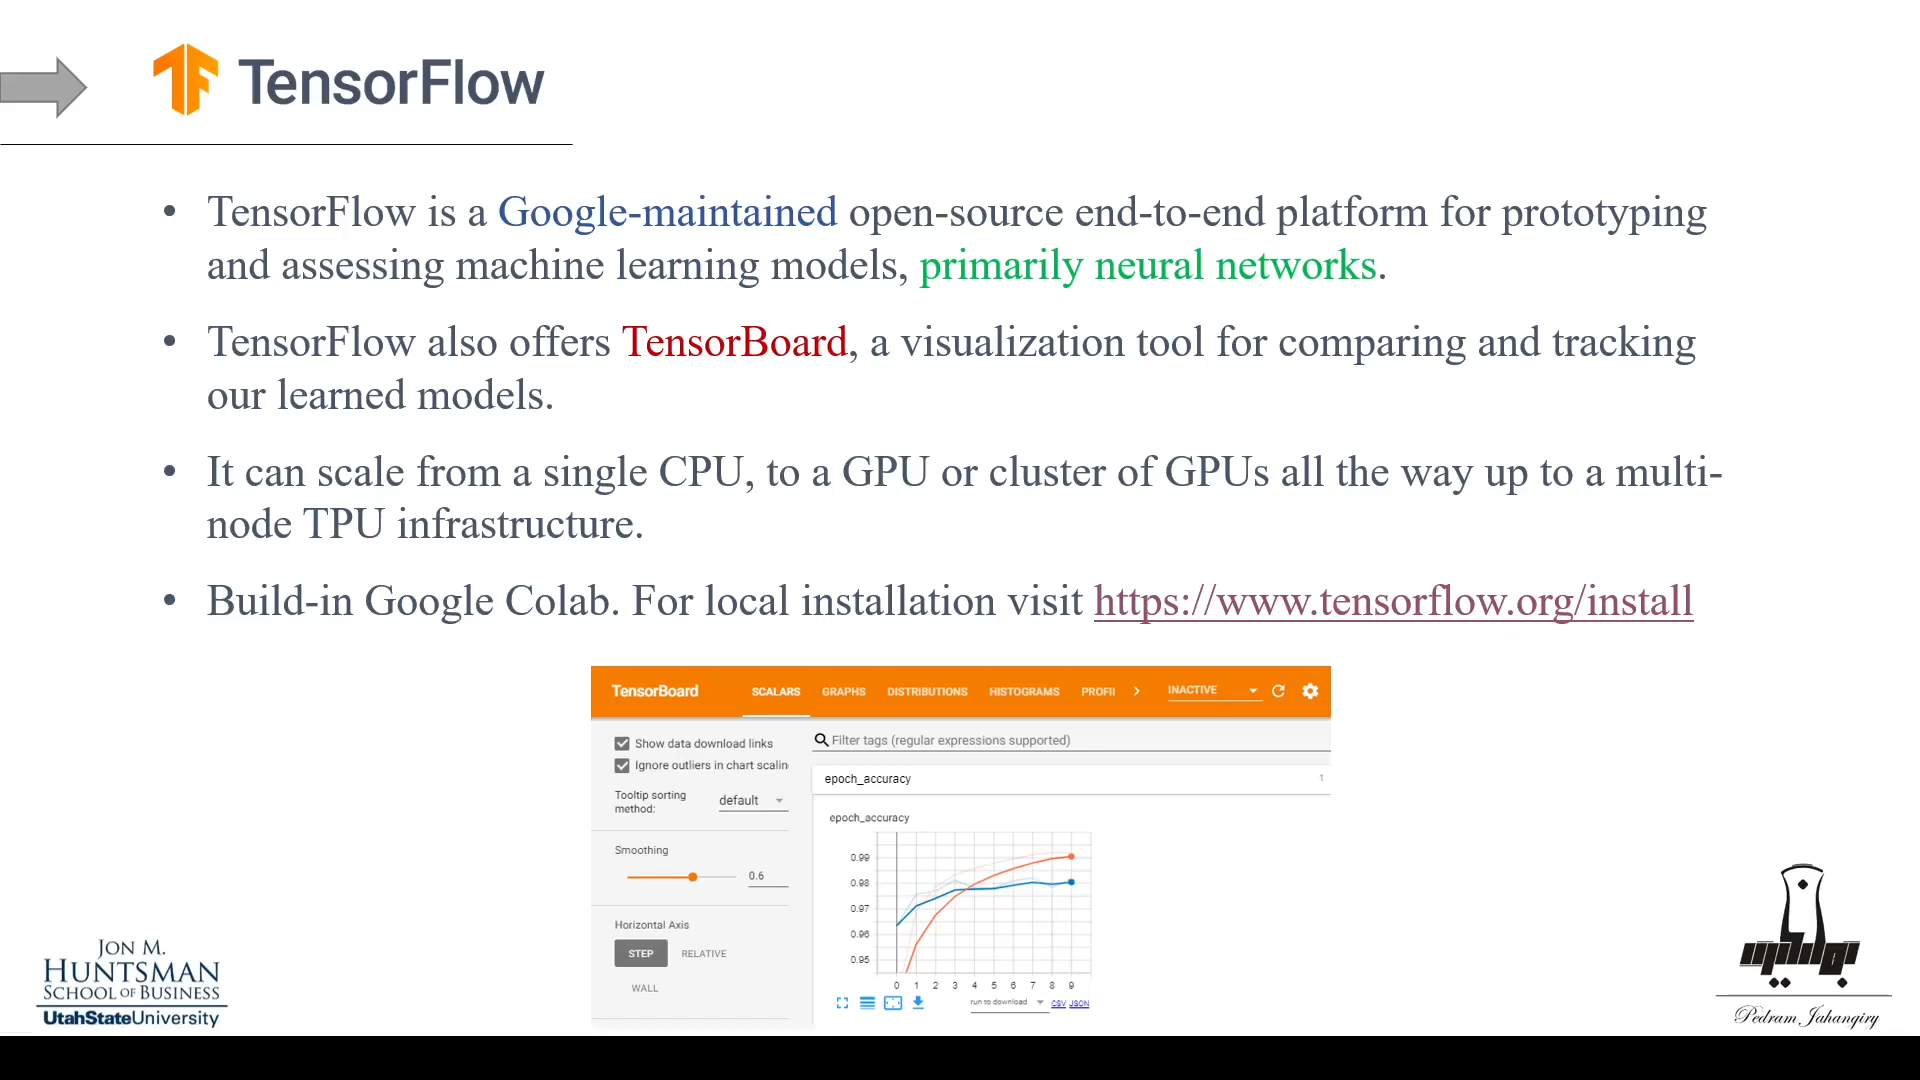 TensorFlow
• TensorFlow is a Google-maintained open-source end-to-end platform for prototyping
and assessing machine learning models, primarily neural networks.
• TensorFlow also offers TensorBoard, a visualization tool for comparing and tracking
our learned models.
• It can scale from a single CPU, to a GPU or cluster of GPUs all the way up to a multi-
node TPU infrastructure.
• Build-in Google Colab. For local installation visit https://www.tensorflow.org/install
TensorBoard SCALARS GRAPHS DISTRIBUTIONS HISTOGRAMS PROFI INACTIVE
Show data download links
Ignore outliers in chart scalin
Tooltip sorting
method: default
Smoothing
0.6
Horizontal Axis
STEP RELATIVE
WALL
Filter tags (regular expressions supported)
epoch_accuracy 1
epoch_accuracy
0.99
0.98
0.97
0.96
0.95
0 1 2 3 4 5 6 7 8 9
run to download CSV JSON
JON M.
HUNTSMAN
SCHOOL OF BUSINESS
UtahStateUniversity
Pedram Jahangiry